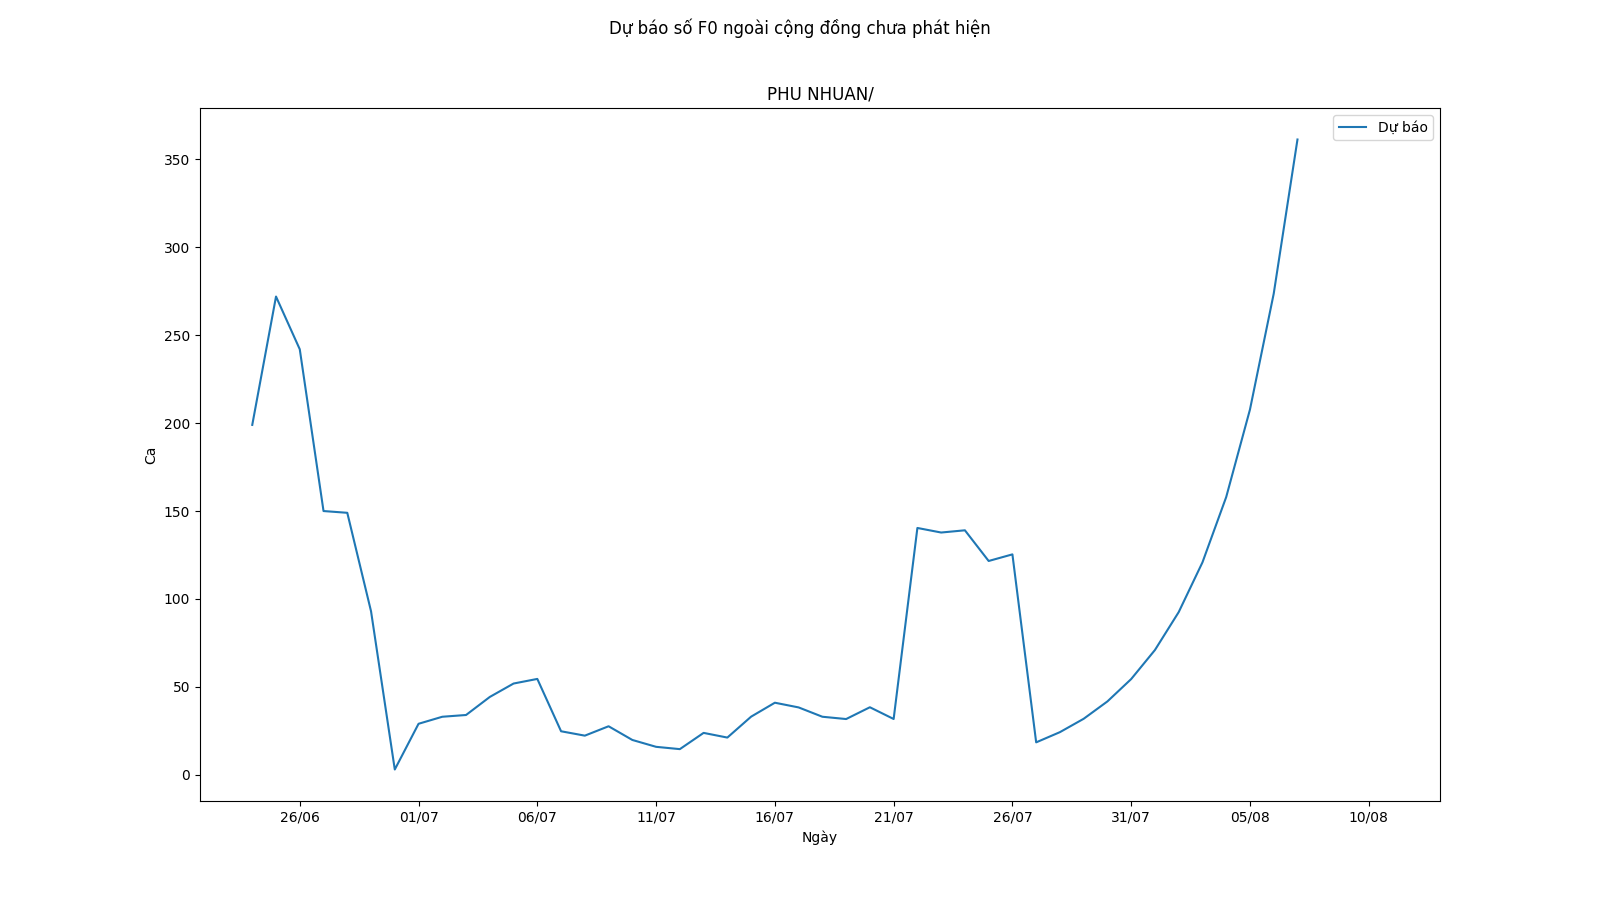 Dự báo số F0 ngoài cộng đồng chưa phát hiện
PHU NHUAN/
Dự báo
350
300
250
200
150
100
50
0
Ca
26/06 01/07 06/07 11/07 16/07 21/07 26/07 31/07 05/08 10/08
Ngày